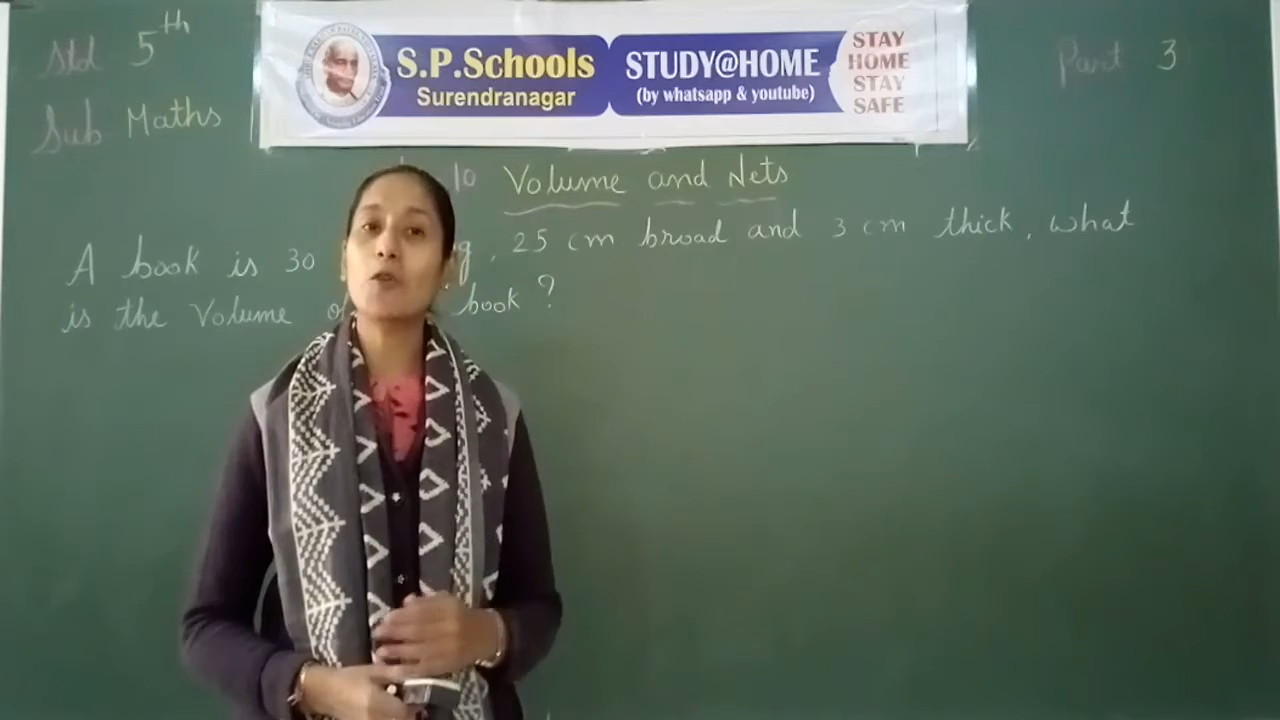 Std 5th
Sub Maths
S.P.Schools
Surendranagar
STUDY@HOME
(by whatsapp & youtube)
STAY
HOME
STAY
SAFE
Part 3
10 Volume and Nets
A book is 30 , 25 cm broad and 3 cm thick, what
is the Volume book ?